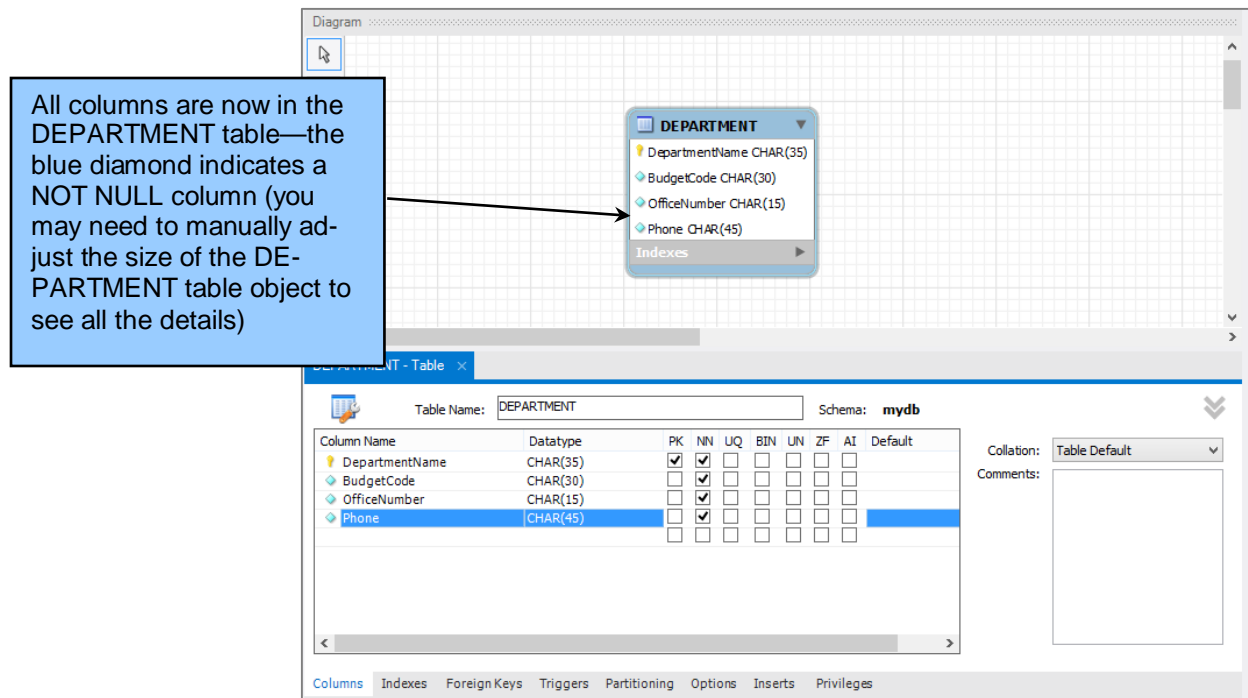 Diagram
All columns are now in the
DEPARTMENT table—the
blue diamond indicates a
NOT NULL column (you
may need to manually ad-
just the size of the DE-
PARTMENT table object to
see all the details)
DEPARTMENT
DepartmentName CHAR(35)
BudgetCode CHAR(30)
OfficeNumber CHAR(15)
Phone CHAR(45)
Indexes
DEPARTMENT - Table
Table Name: DEPARTMENT Schema: mydb
Column Name Datatype PK NN UQ BIN UN ZF AI Default
DepartmentName CHAR(35)
BudgetCode CHAR(30)
OfficeNumber CHAR(15)
Phone CHAR(45)
Collation: Table Default
Comments:
Columns Indexes Foreign Keys Triggers Partitioning Options Inserts Privileges